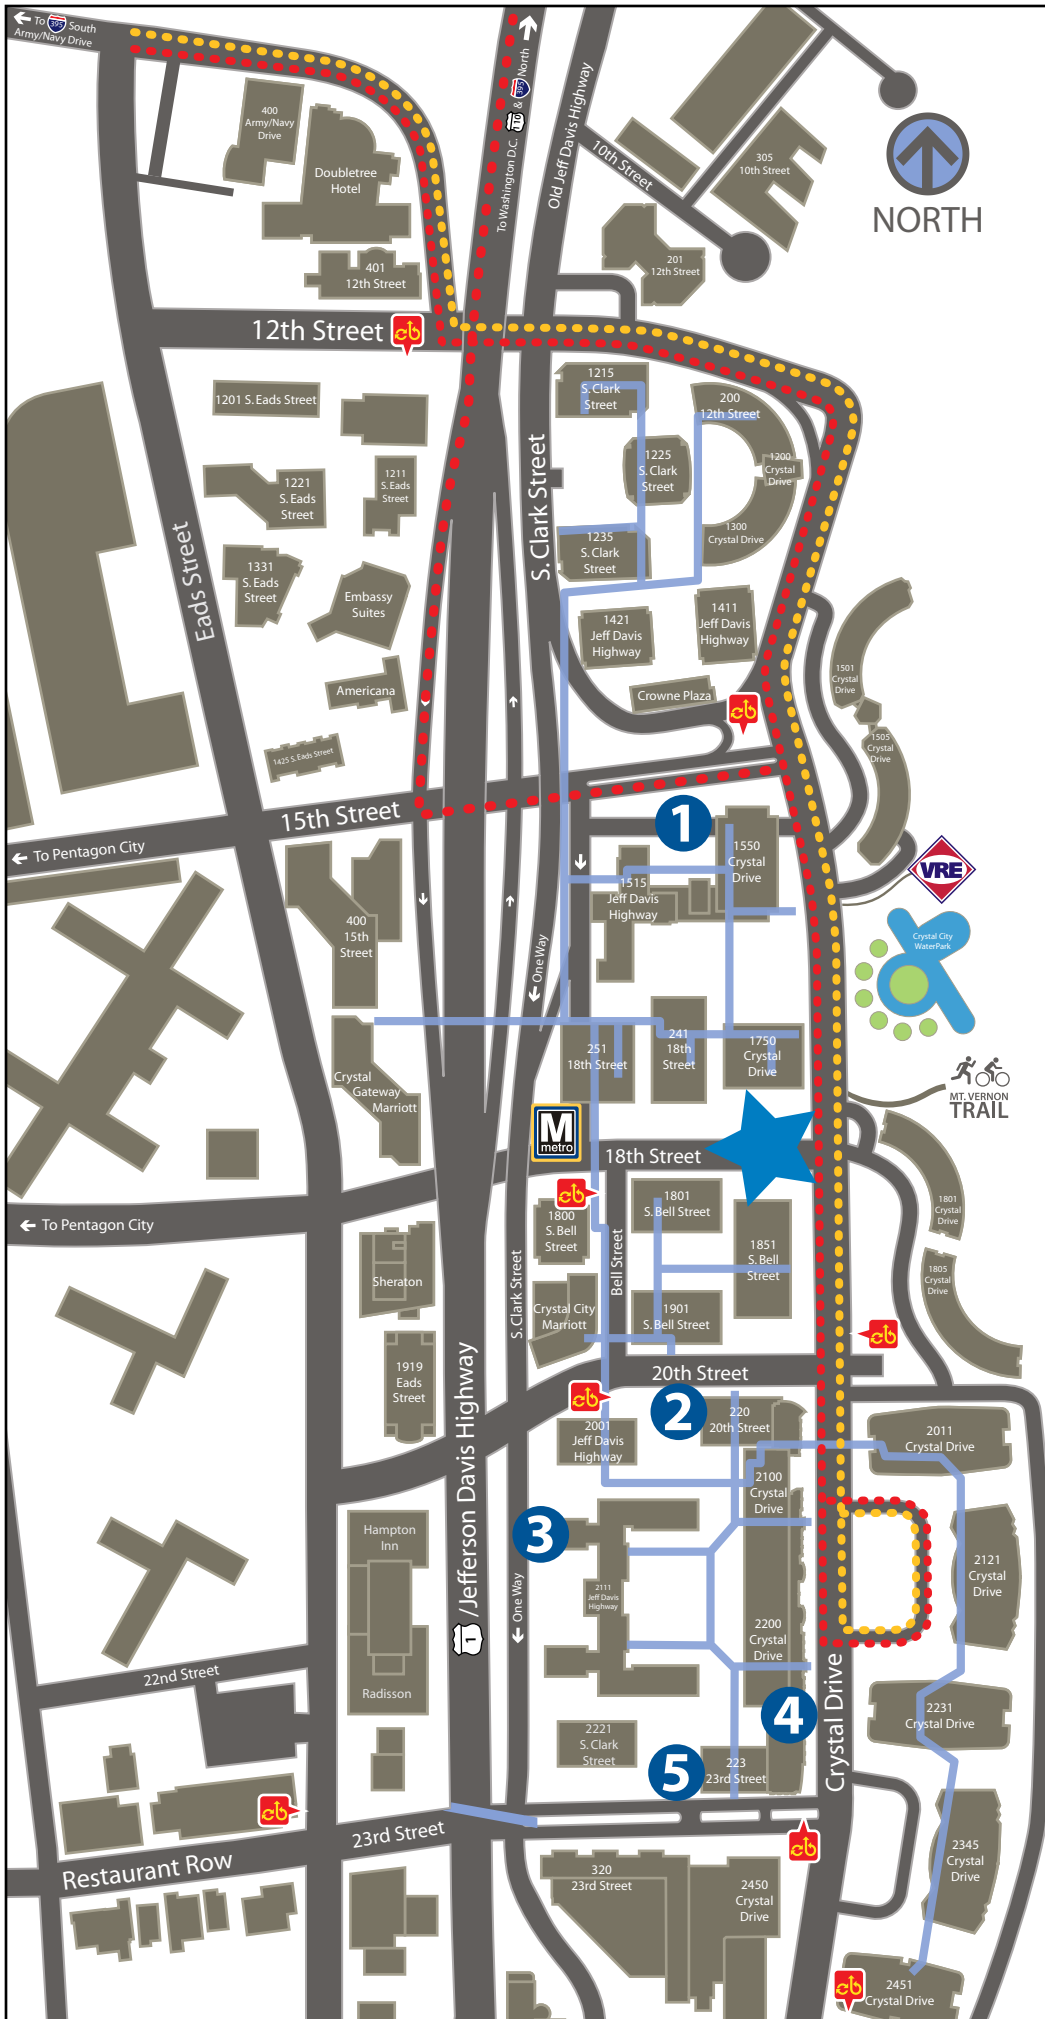 To 395 South
Army/Navy Drive
400
Army/Navy
Drive
Doubletree
Hotel
401
12th Street
To Washington D.C. 110 & 395 North
Old Jeff Davis Highway
10th Street
305
10th Street
201
12th Street
NORTH
12th Street
1201 S. Eads Street
1221
S. Eads
Street
1211
S. Eads
Street
1331
S. Eads
Street
Embassy
Suites
Americana
1425 S. Eads Street
Eads Street
S. Clark Street
1215
S. Clark
Street
200
12th Street
1225
S. Clark
Street
1200
Crystal
Drive
1235
S. Clark
Street
1300
Crystal Drive
1421
Jeff Davis
Highway
1411
Jeff Davis
Highway
Crowne Plaza
1501
Crystal
Drive
1505
Crystal
Drive
15th Street
To Pentagon City
1
1550
Crystal
Drive
1515
Jeff Davis
Highway
VRE
Crystal City
WaterPark
400
15th
Street
One Way
251
18th Street
241
18th
Street
1750
Crystal
Drive
Crystal
Gateway
Marriott
MT. VERNON
TRAIL
M
metro
18th Street
To Pentagon City
1800
S. Bell
Street
1801
S. Bell Street
1851
S. Bell
Street
1801
Crystal
Drive
1805
Crystal
Drive
Sheraton
S. Clark Street
Bell Street
Crystal City
Marriott
1901
S. Bell Street
1919
Eads
Street
20th Street
2
220
20th Street
2001
Jeff Davis
Highway
2011
Crystal Drive
2100
Crystal
Drive
1 /Jefferson Davis Highway
Hampton
Inn
Radisson
3
One Way
2111
Jeff Davis
Highway
2121
Crystal
Drive
2200
Crystal
Drive
22nd Street
4
Crystal Drive
2231
Crystal Drive
2221
S. Clark
Street
5
223
23rd Street
23rd Street
Restaurant Row
320
23rd Street
2450
Crystal
Drive
2345
Crystal
Drive
2451
Crystal Drive